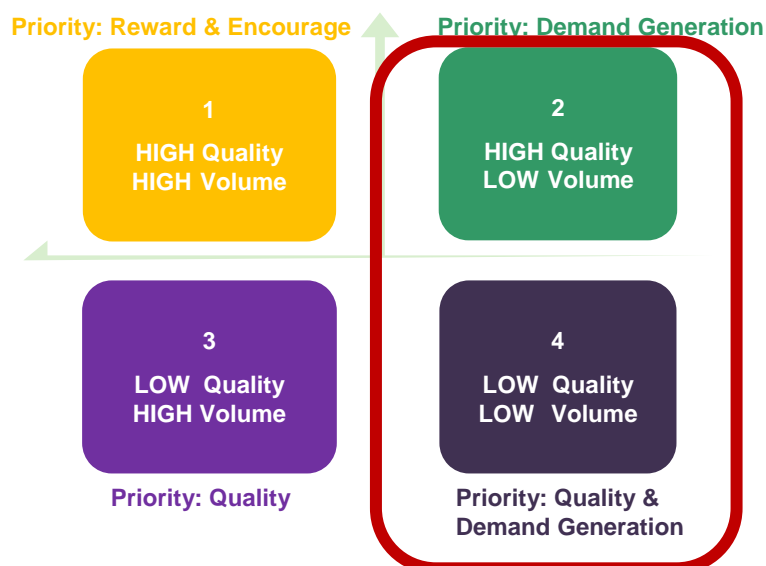 Priority: Reward & Encourage
Priority: Demand Generation
1
HIGH Quality
HIGH Volume
2
HIGH Quality
LOW Volume
3
LOW Quality
HIGH Volume
4
LOW Quality
LOW Volume
Priority: Quality
Priority: Quality &
Demand Generation